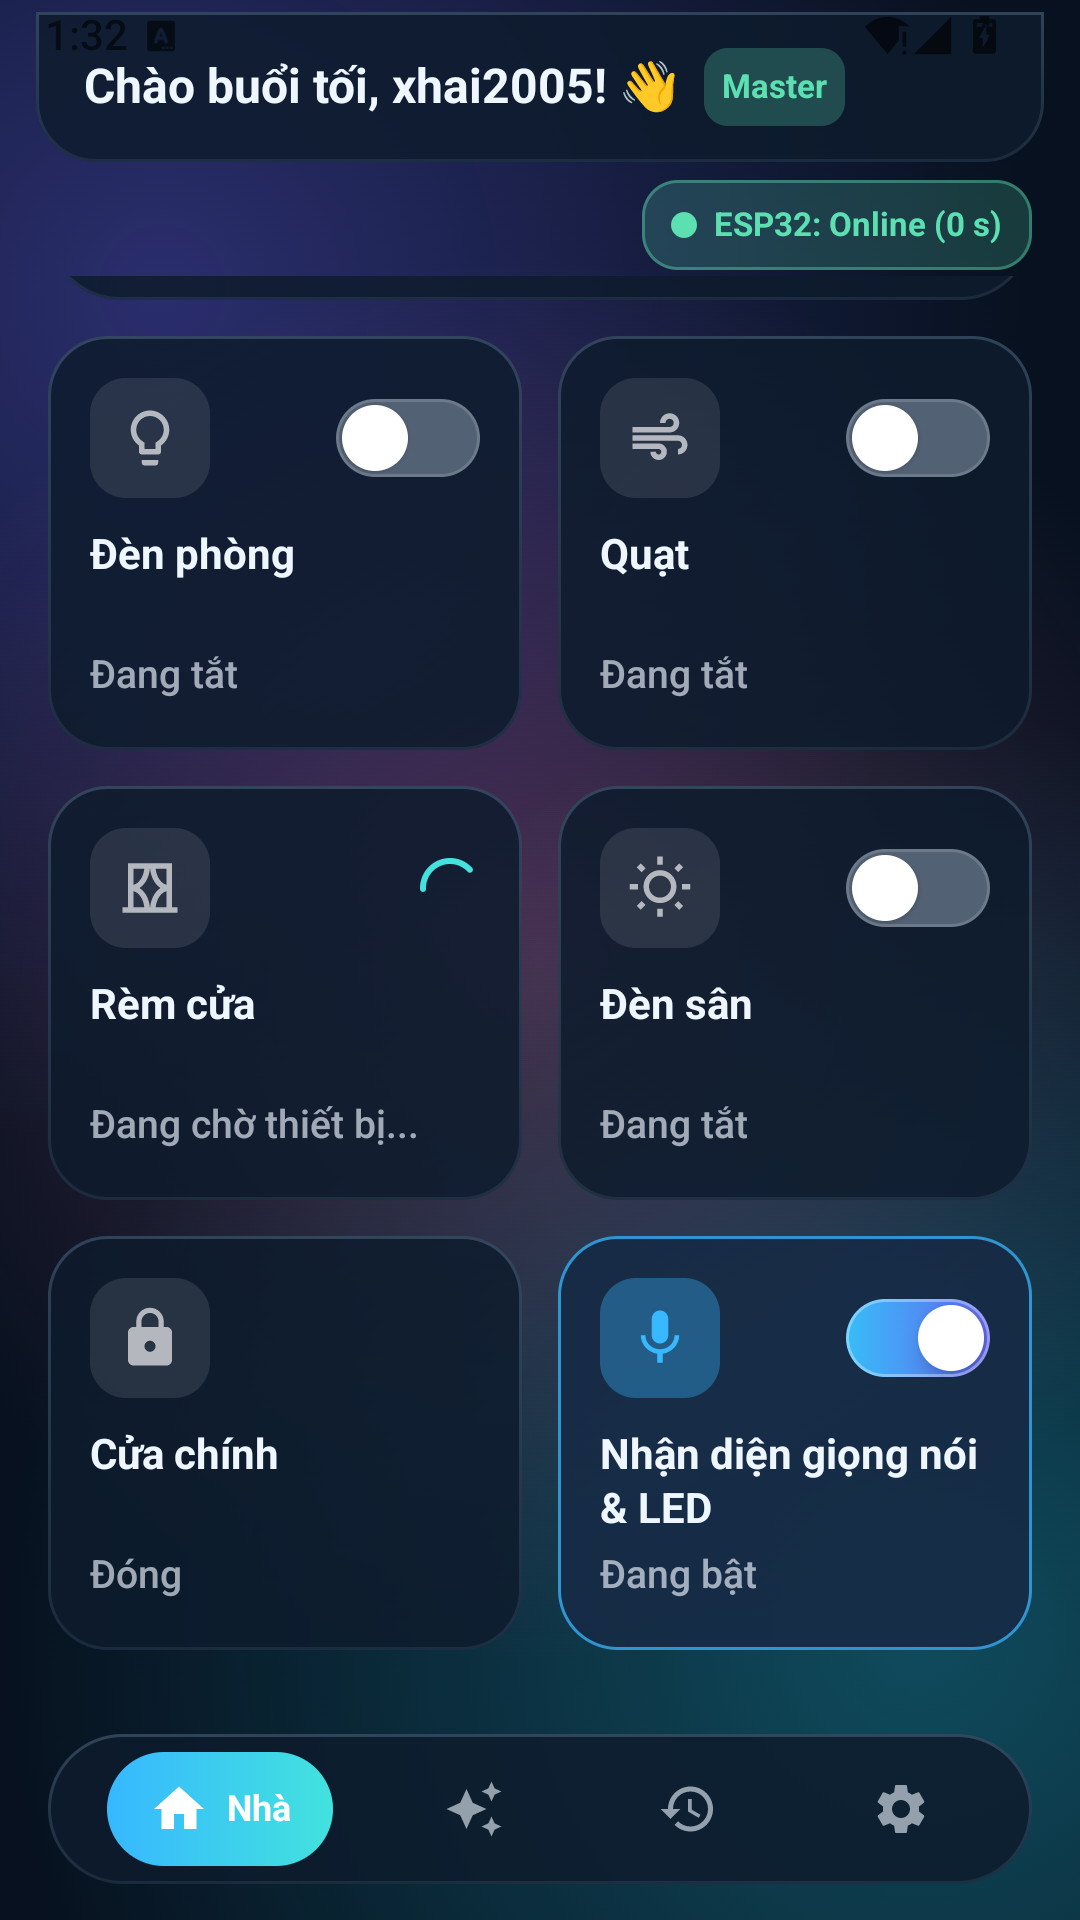 1:32
Chào buổi tối, xhai2005! 👋
Master
ESP32: Online (0 s)
Đèn phòng
Đang tắt
Quạt
Đang tắt
Rèm cửa
Đang chờ thiết bị...
Đèn sân
Đang tắt
Cửa chính
Đóng
Nhận diện giọng nói
& LED
Đang bật
Nhà